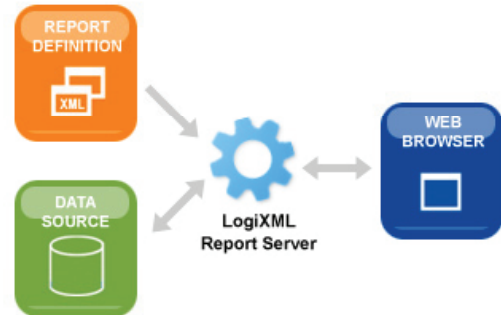 REPORT
DEFINITION
XML
DATA
SOURCE
LogiXML
Report Server
WEB
BROWSER